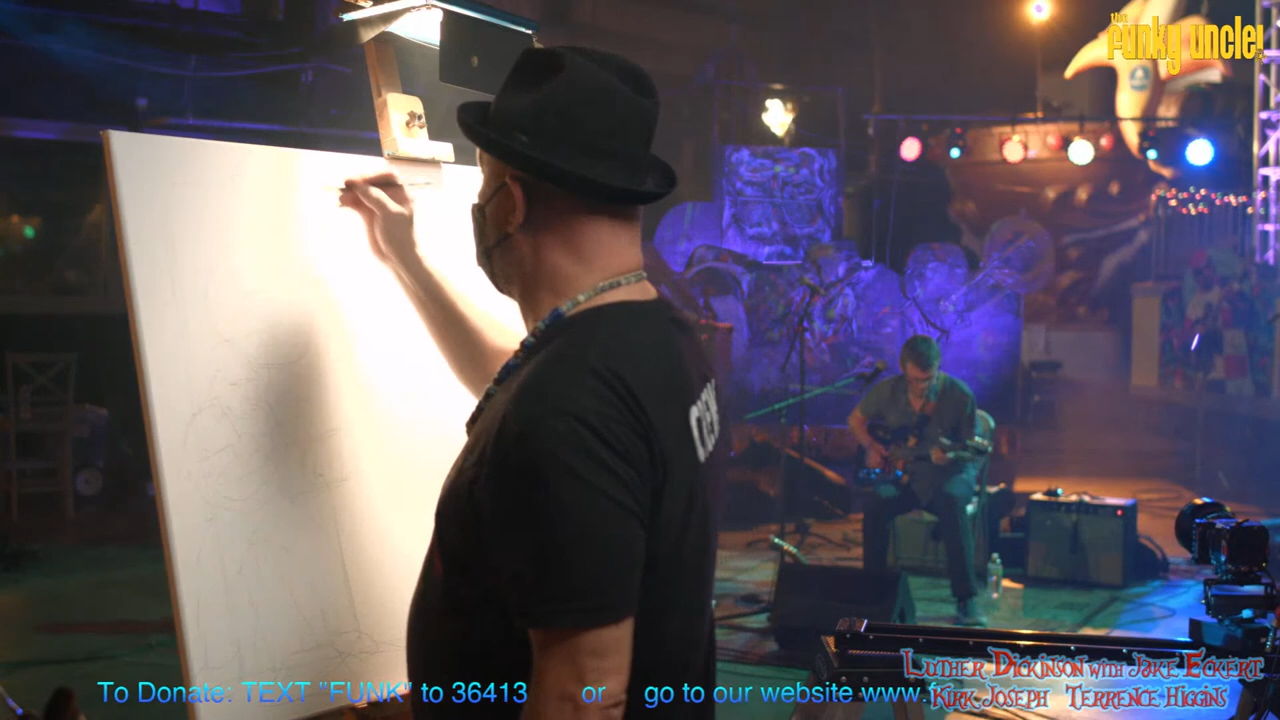 the
funky uncle!
CREW
Luther Dickinson with Jake Eckert
Kirk Joseph Terrence Higgins
To Donate: TEXT "FUNK" to 36413 or go to our website www.